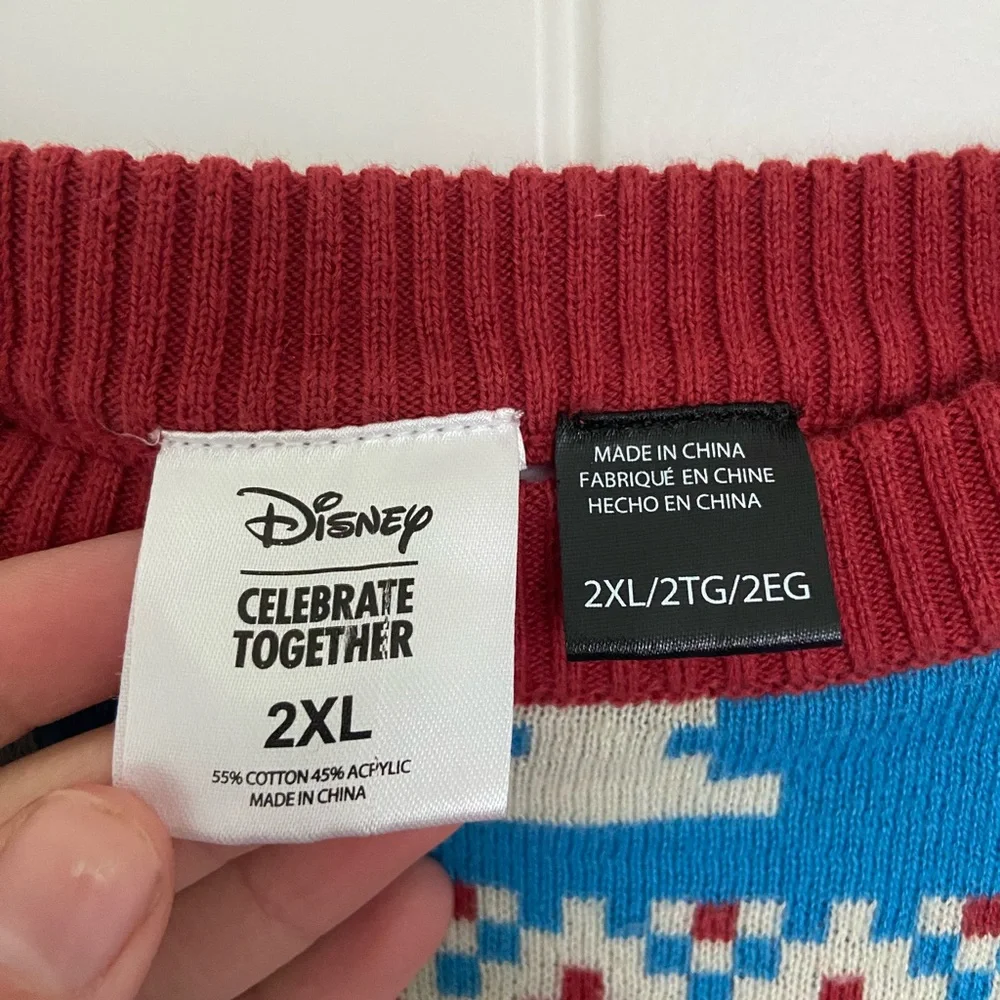 Disney
CELEBRATE
TOGETHER
2XL
55% COTTON 45% ACRYLIC
MADE IN CHINA
MADE IN CHINA
FABRIQUÉ EN CHINE
HECHO EN CHINA
2XL/2TG/2EG